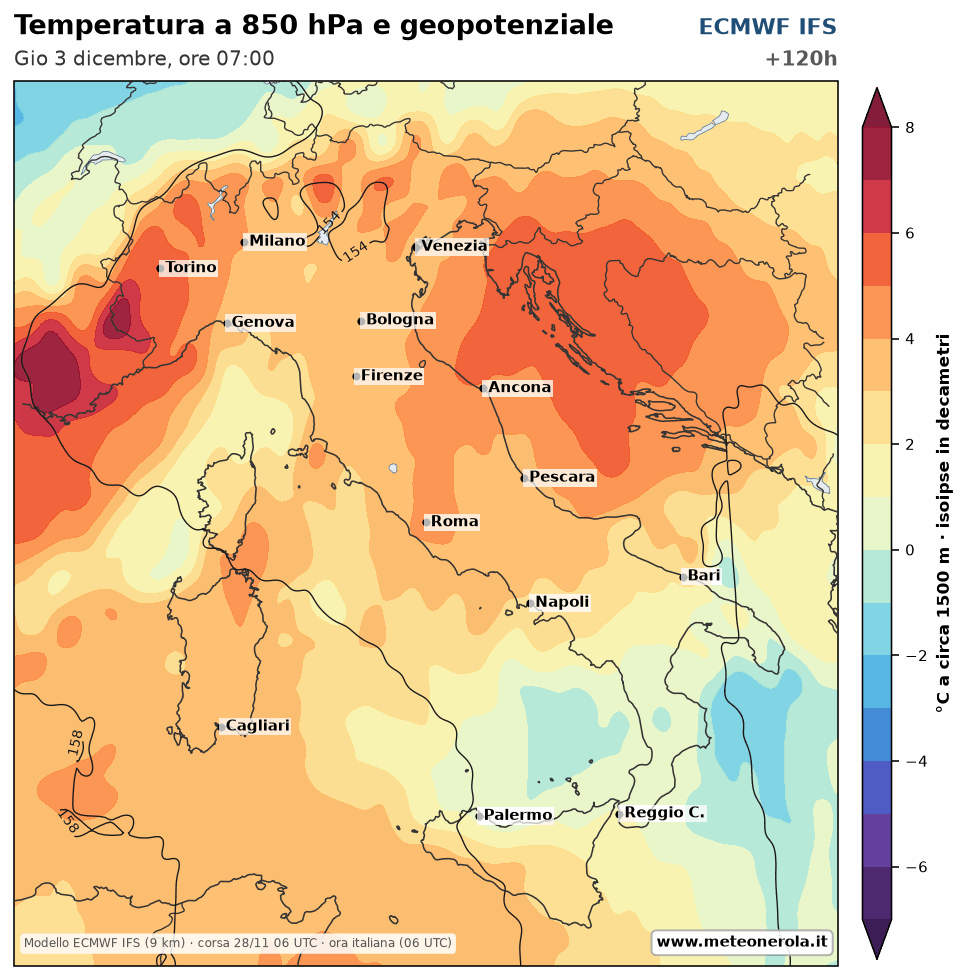 Temperatura a 850 hPa e geopotenziale
ECMWF IFS
Gio 3 dicembre, ore 07:00
+120h
154
154
Milano
Venezia
Torino
Genova
Bologna
Firenze
Ancona
Pescara
Roma
Bari
Napoli
Cagliari
158
158
Palermo
Reggio C.
8
6
4
2
0
−2
−4
−6
°C a circa 1500 m · isoipse in decametri
Modello ECMWF IFS (9 km) · corsa 28/11 06 UTC · ora italiana (06 UTC)
www.meteonerola.it